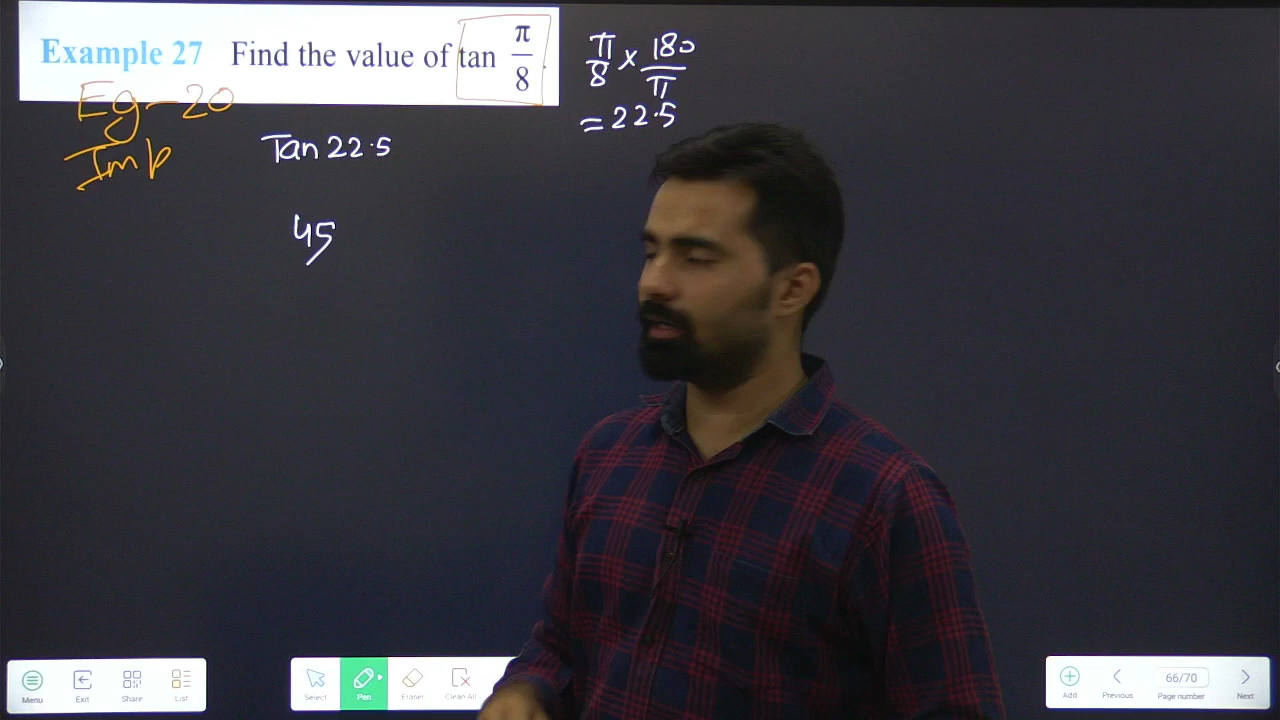 Example 27 Find the value of tan π/8.
π/8 × 180/π
= 22.5
Eg-20
Imp
Tan 22.5
45
Menu
Exit
Share
List
Select
Pen
Eraser
Clean All
Add
Previous
66/70
Page number
Next